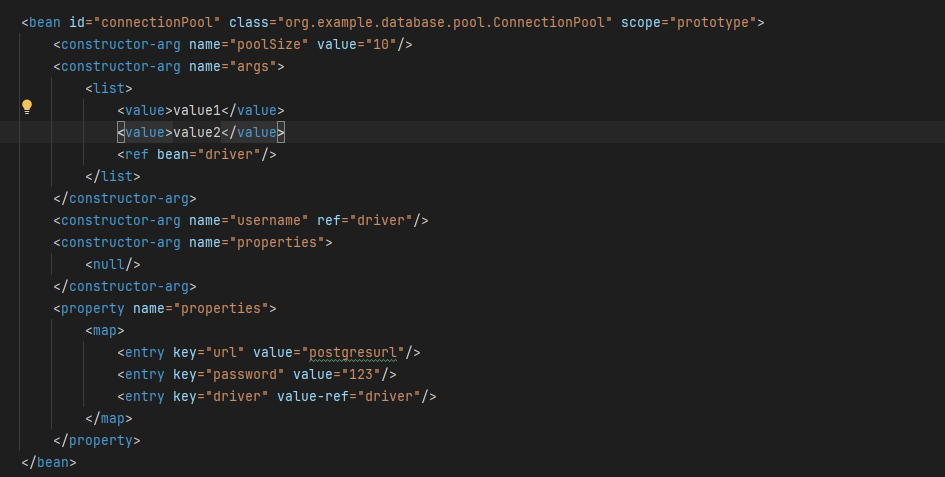 <bean id="connectionPool" class="org.example.database.pool.ConnectionPool" scope="prototype">
    <constructor-arg name="poolSize" value="10"/>
    <constructor-arg name="args">
        <list>
            <value>value1</value>
            <value>value2</value>
            <ref bean="driver"/>
        </list>
    </constructor-arg>
    <constructor-arg name="username" ref="driver"/>
    <constructor-arg name="properties">
        <null/>
    </constructor-arg>
    <property name="properties">
        <map>
            <entry key="url" value="postgresurl"/>
            <entry key="password" value="123"/>
            <entry key="driver" value-ref="driver"/>
        </map>
    </property>
</bean>